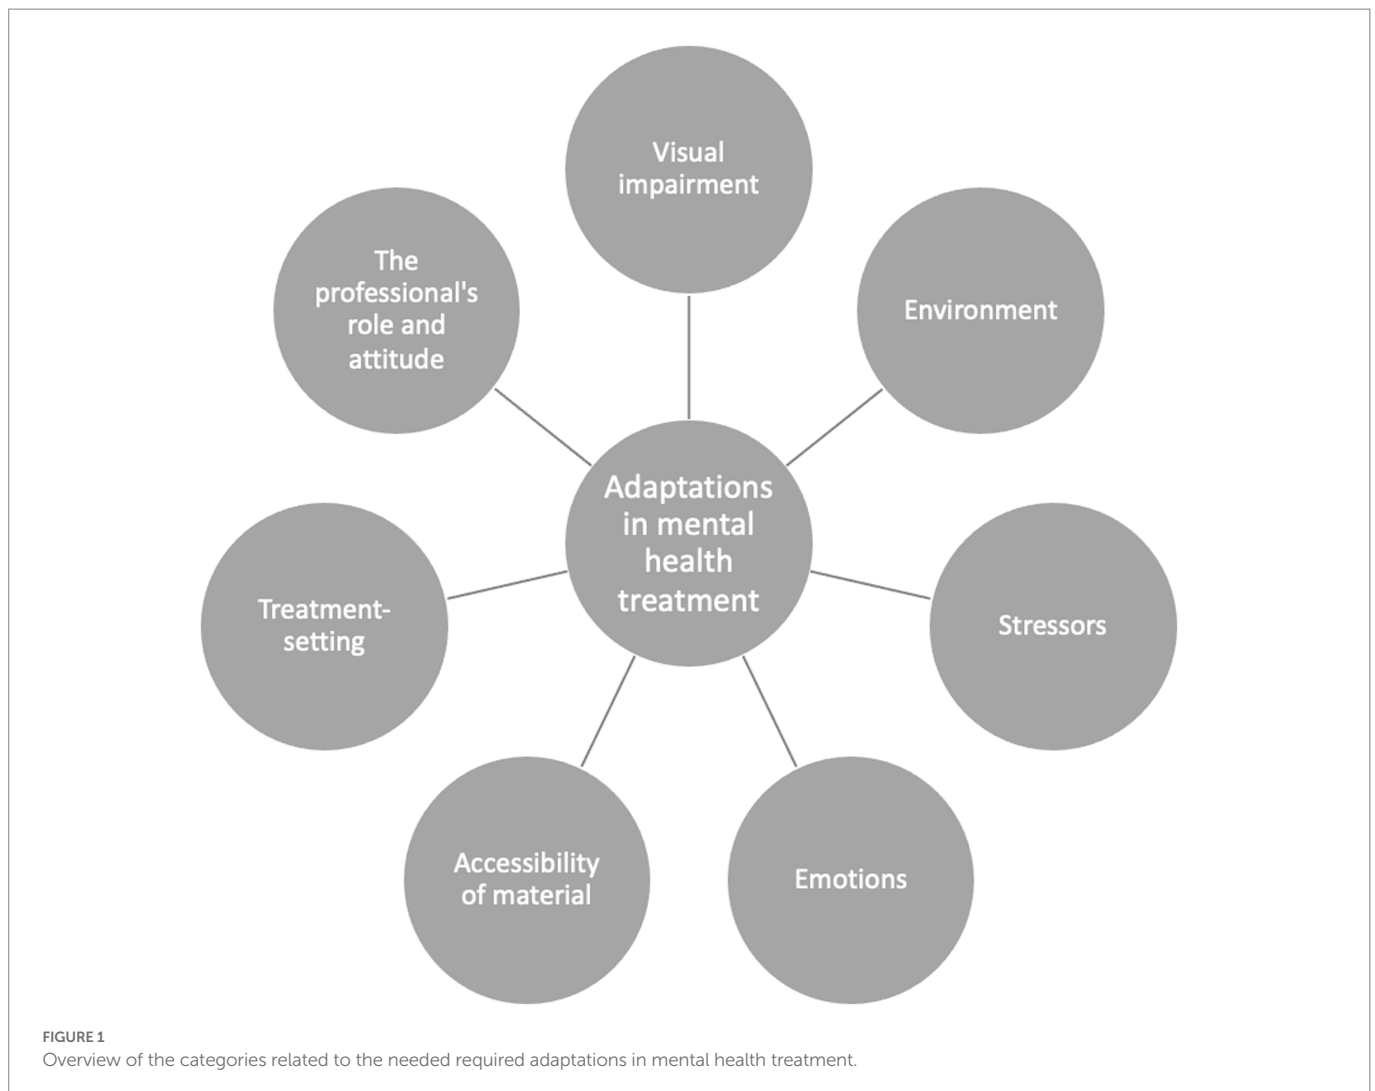 Visual
impairment
Environment
Stressors
Emotions
Accessibility
of material
Treatment-
setting
The
professional's
role and
attitude
Adaptations
in mental
health
treatment
FIGURE 1
Overview of the categories related to the needed required adaptations in mental health treatment.